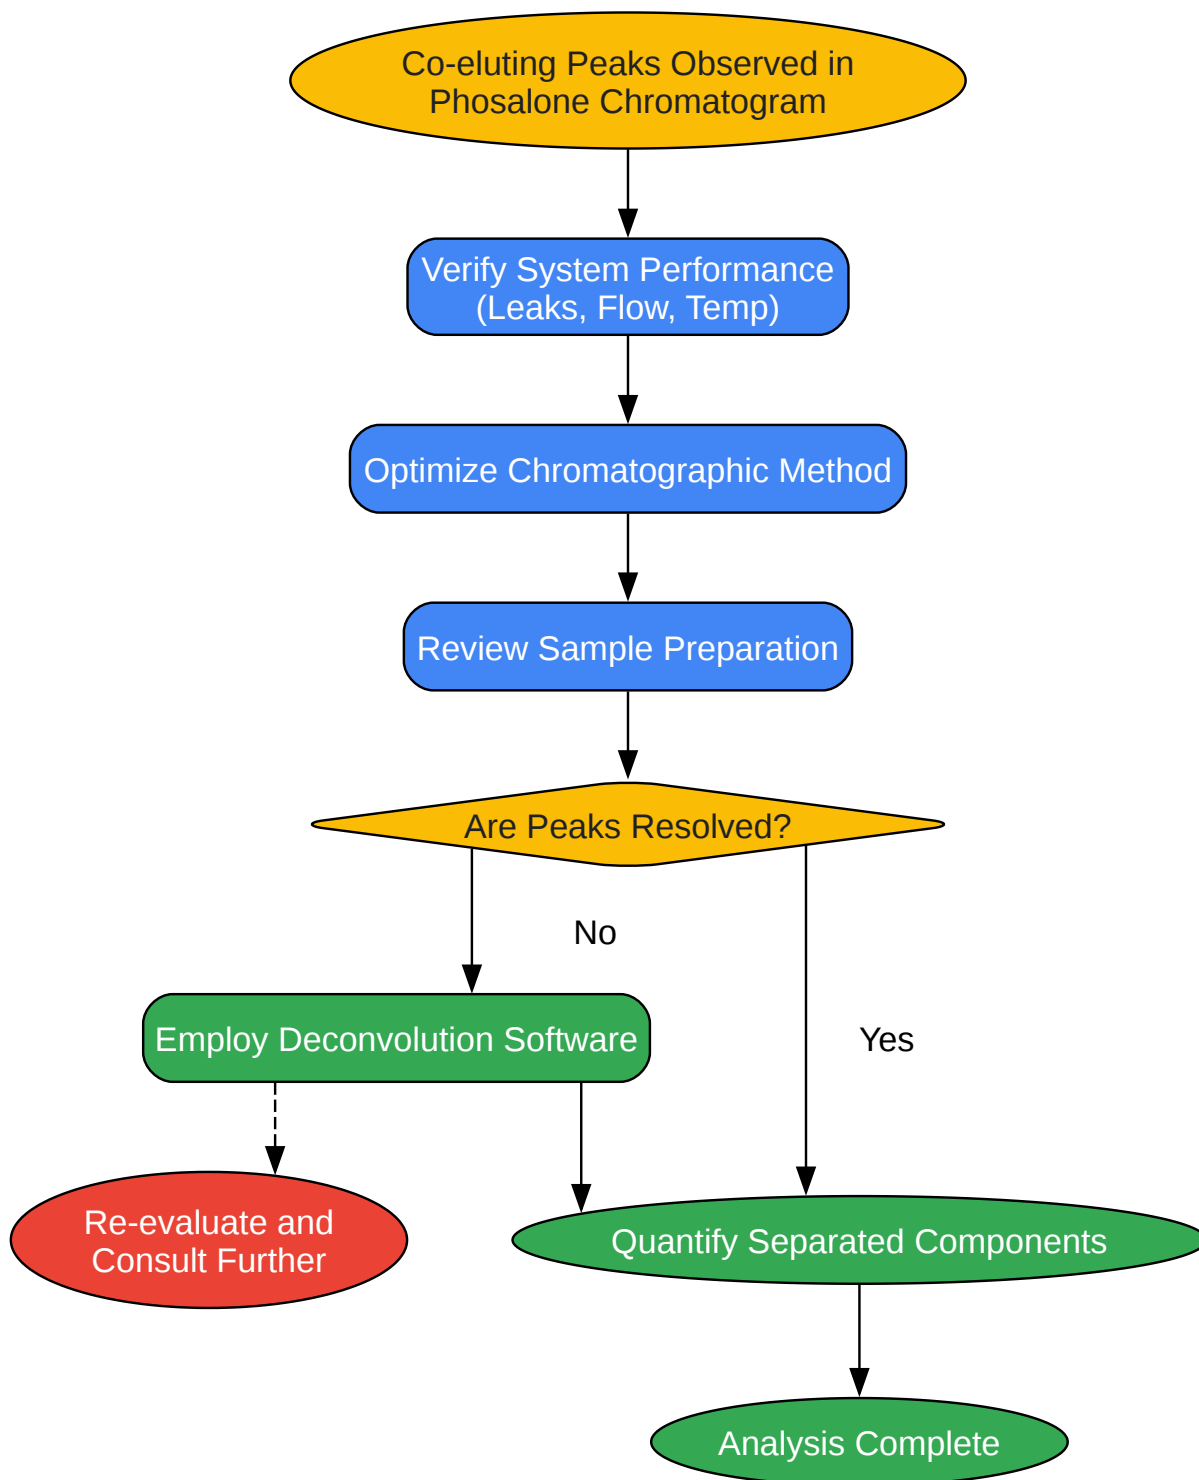 Co-eluting Peaks Observed in
Phosalone Chromatogram
Verify System Performance
(Leaks, Flow, Temp)
Optimize Chromatographic Method
Review Sample Preparation
Are Peaks Resolved?
No
Employ Deconvolution Software
Yes
Re-evaluate and
Consult Further
Quantify Separated Components
Analysis Complete